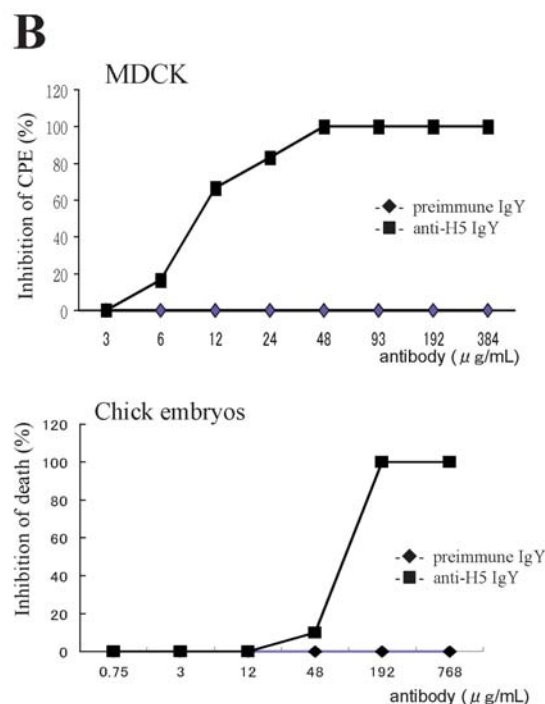 B
MDCK
120
100
80
60
40
20
0
Inhibition of CPE (%)
-◆- preimmune IgY
-■- anti-H5 IgY
3 6 12 24 48 93 192 384
antibody (μg/mL)
Chick embryos
120
100
80
60
40
20
0
Inhibition of death (%)
-◆- preimmune IgY
-■- anti-H5 IgY
0.75 3 12 48 192 768
antibody (μg/mL)